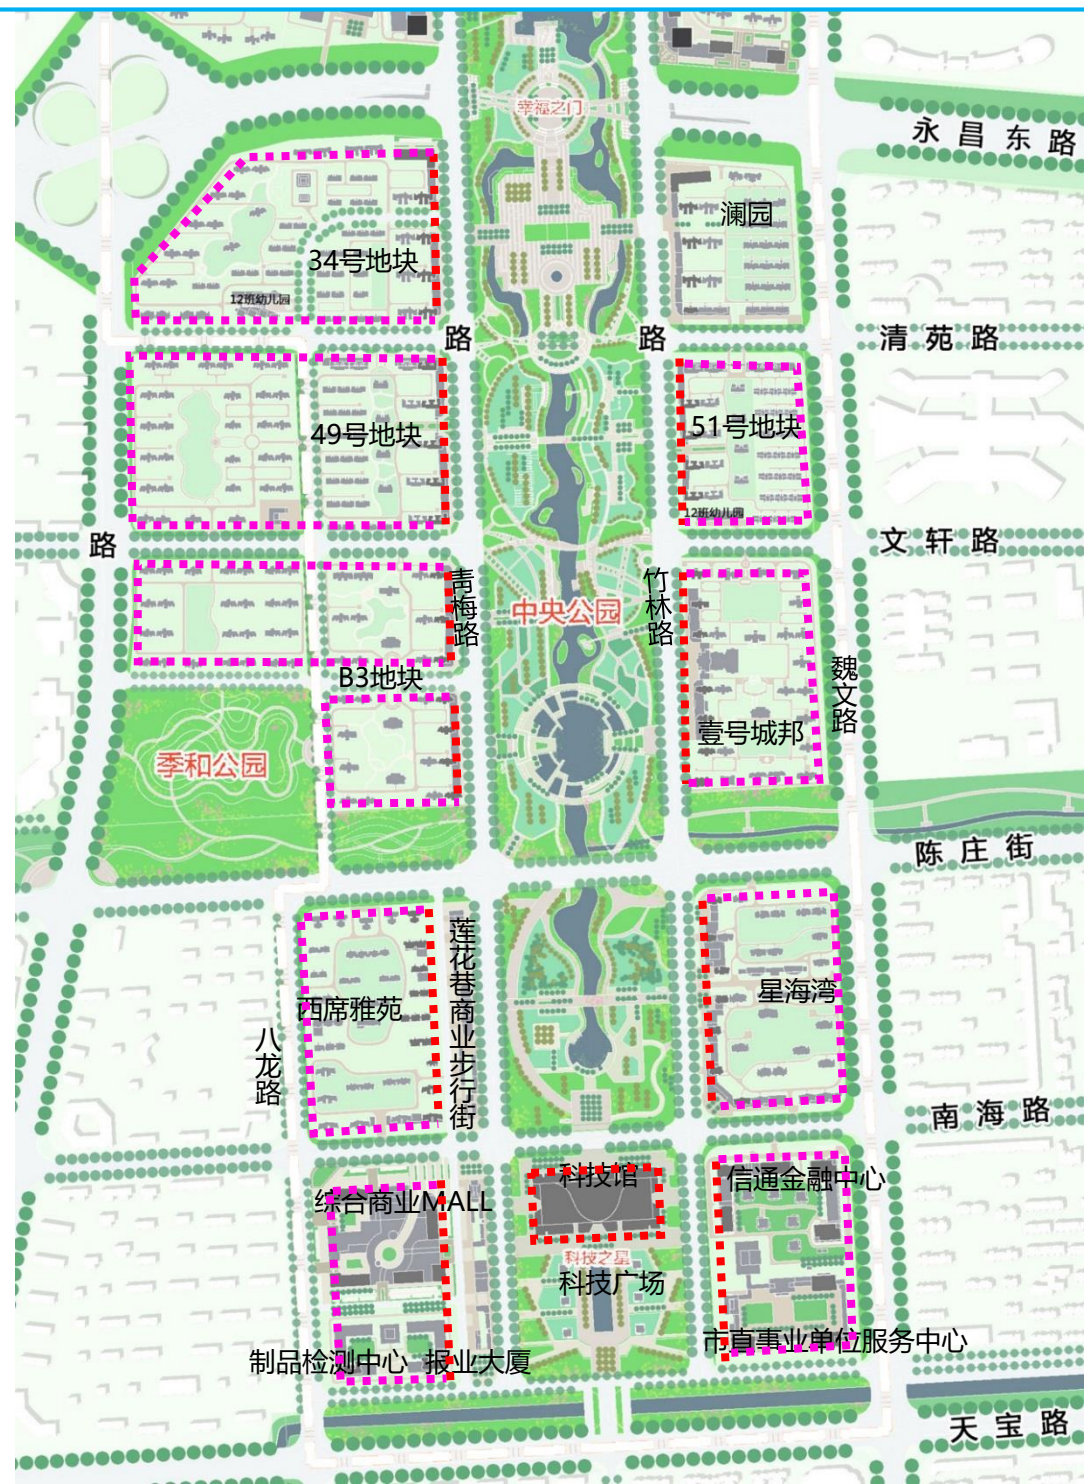 幸福之门
永昌东路
澜园
34号地块
12班幼儿园
路
路
清苑路
49号地块
51号地块
12班幼儿园
路
文轩路
青梅路
中央公园
竹林路
B3地块
魏文路
季和公园
壹号城邦
陈庄街
莲花巷商业步行街
西席雅苑
星海湾
八龙路
南海路
科技馆
信通金融中心
综合商业MALL
科技之星
科技广场
市直事业单位服务中心
制品检测中心
报业大厦
天宝路